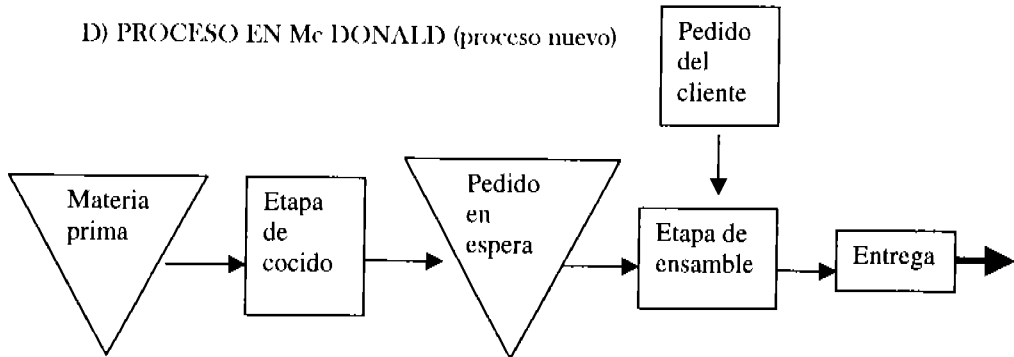 D) PROCESO EN Mc DONALD (proceso nuevo)
Pedido
del
cliente
Materia
prima
Etapa
de
cocido
Pedido
en
espera
Etapa de
ensamble
Entrega